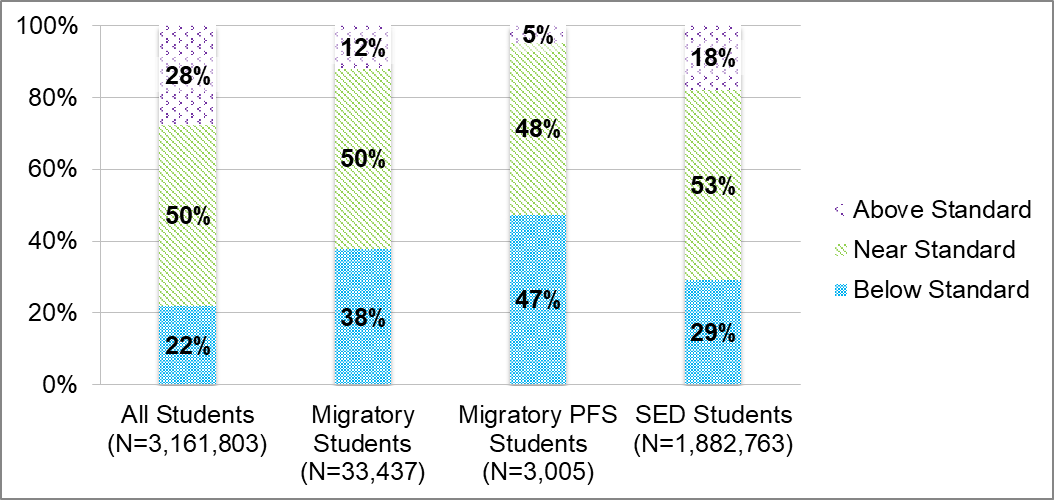 100%
80%
60%
40%
20%
0%
28%
50%
22%
12%
50%
38%
5%
48%
47%
18%
53%
29%
All Students
(N=3,161,803)
Migratory
Students
(N=33,437)
Migratory PFS
Students
(N=3,005)
SED Students
(N=1,882,763)
Above Standard
Near Standard
Below Standard